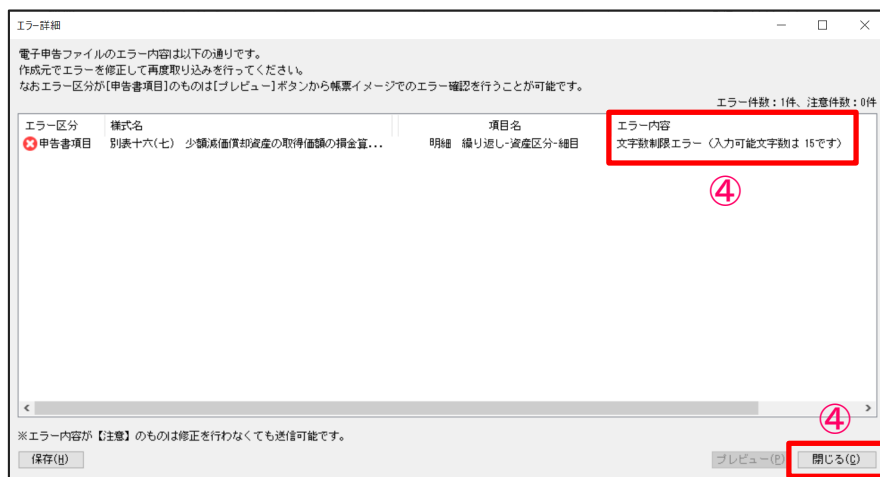 エラー詳細
電子申告ファイルのエラー内容は以下の通りです。
作成元でエラーを修正して再度取り込みを行ってください。
なおエラー区分が[申告書項目]のものは[プレビュー]ボタンから帳票イメージでのエラー確認を行うことが可能です。
エラー件数：1件、注意件数：0件
エラー区分 様式名 項目名 エラー内容
申告書項目 別表十六(七) 少額減価償却資産の取得価額の損金算... 明細 繰り返し-資産区分-細目 文字数制限エラー（入力可能文字数は 15です）
④
④
※エラー内容が【注意】のものは修正を行わなくても送信可能です。
保存(H) プレビュー(P) 閉じる(C)